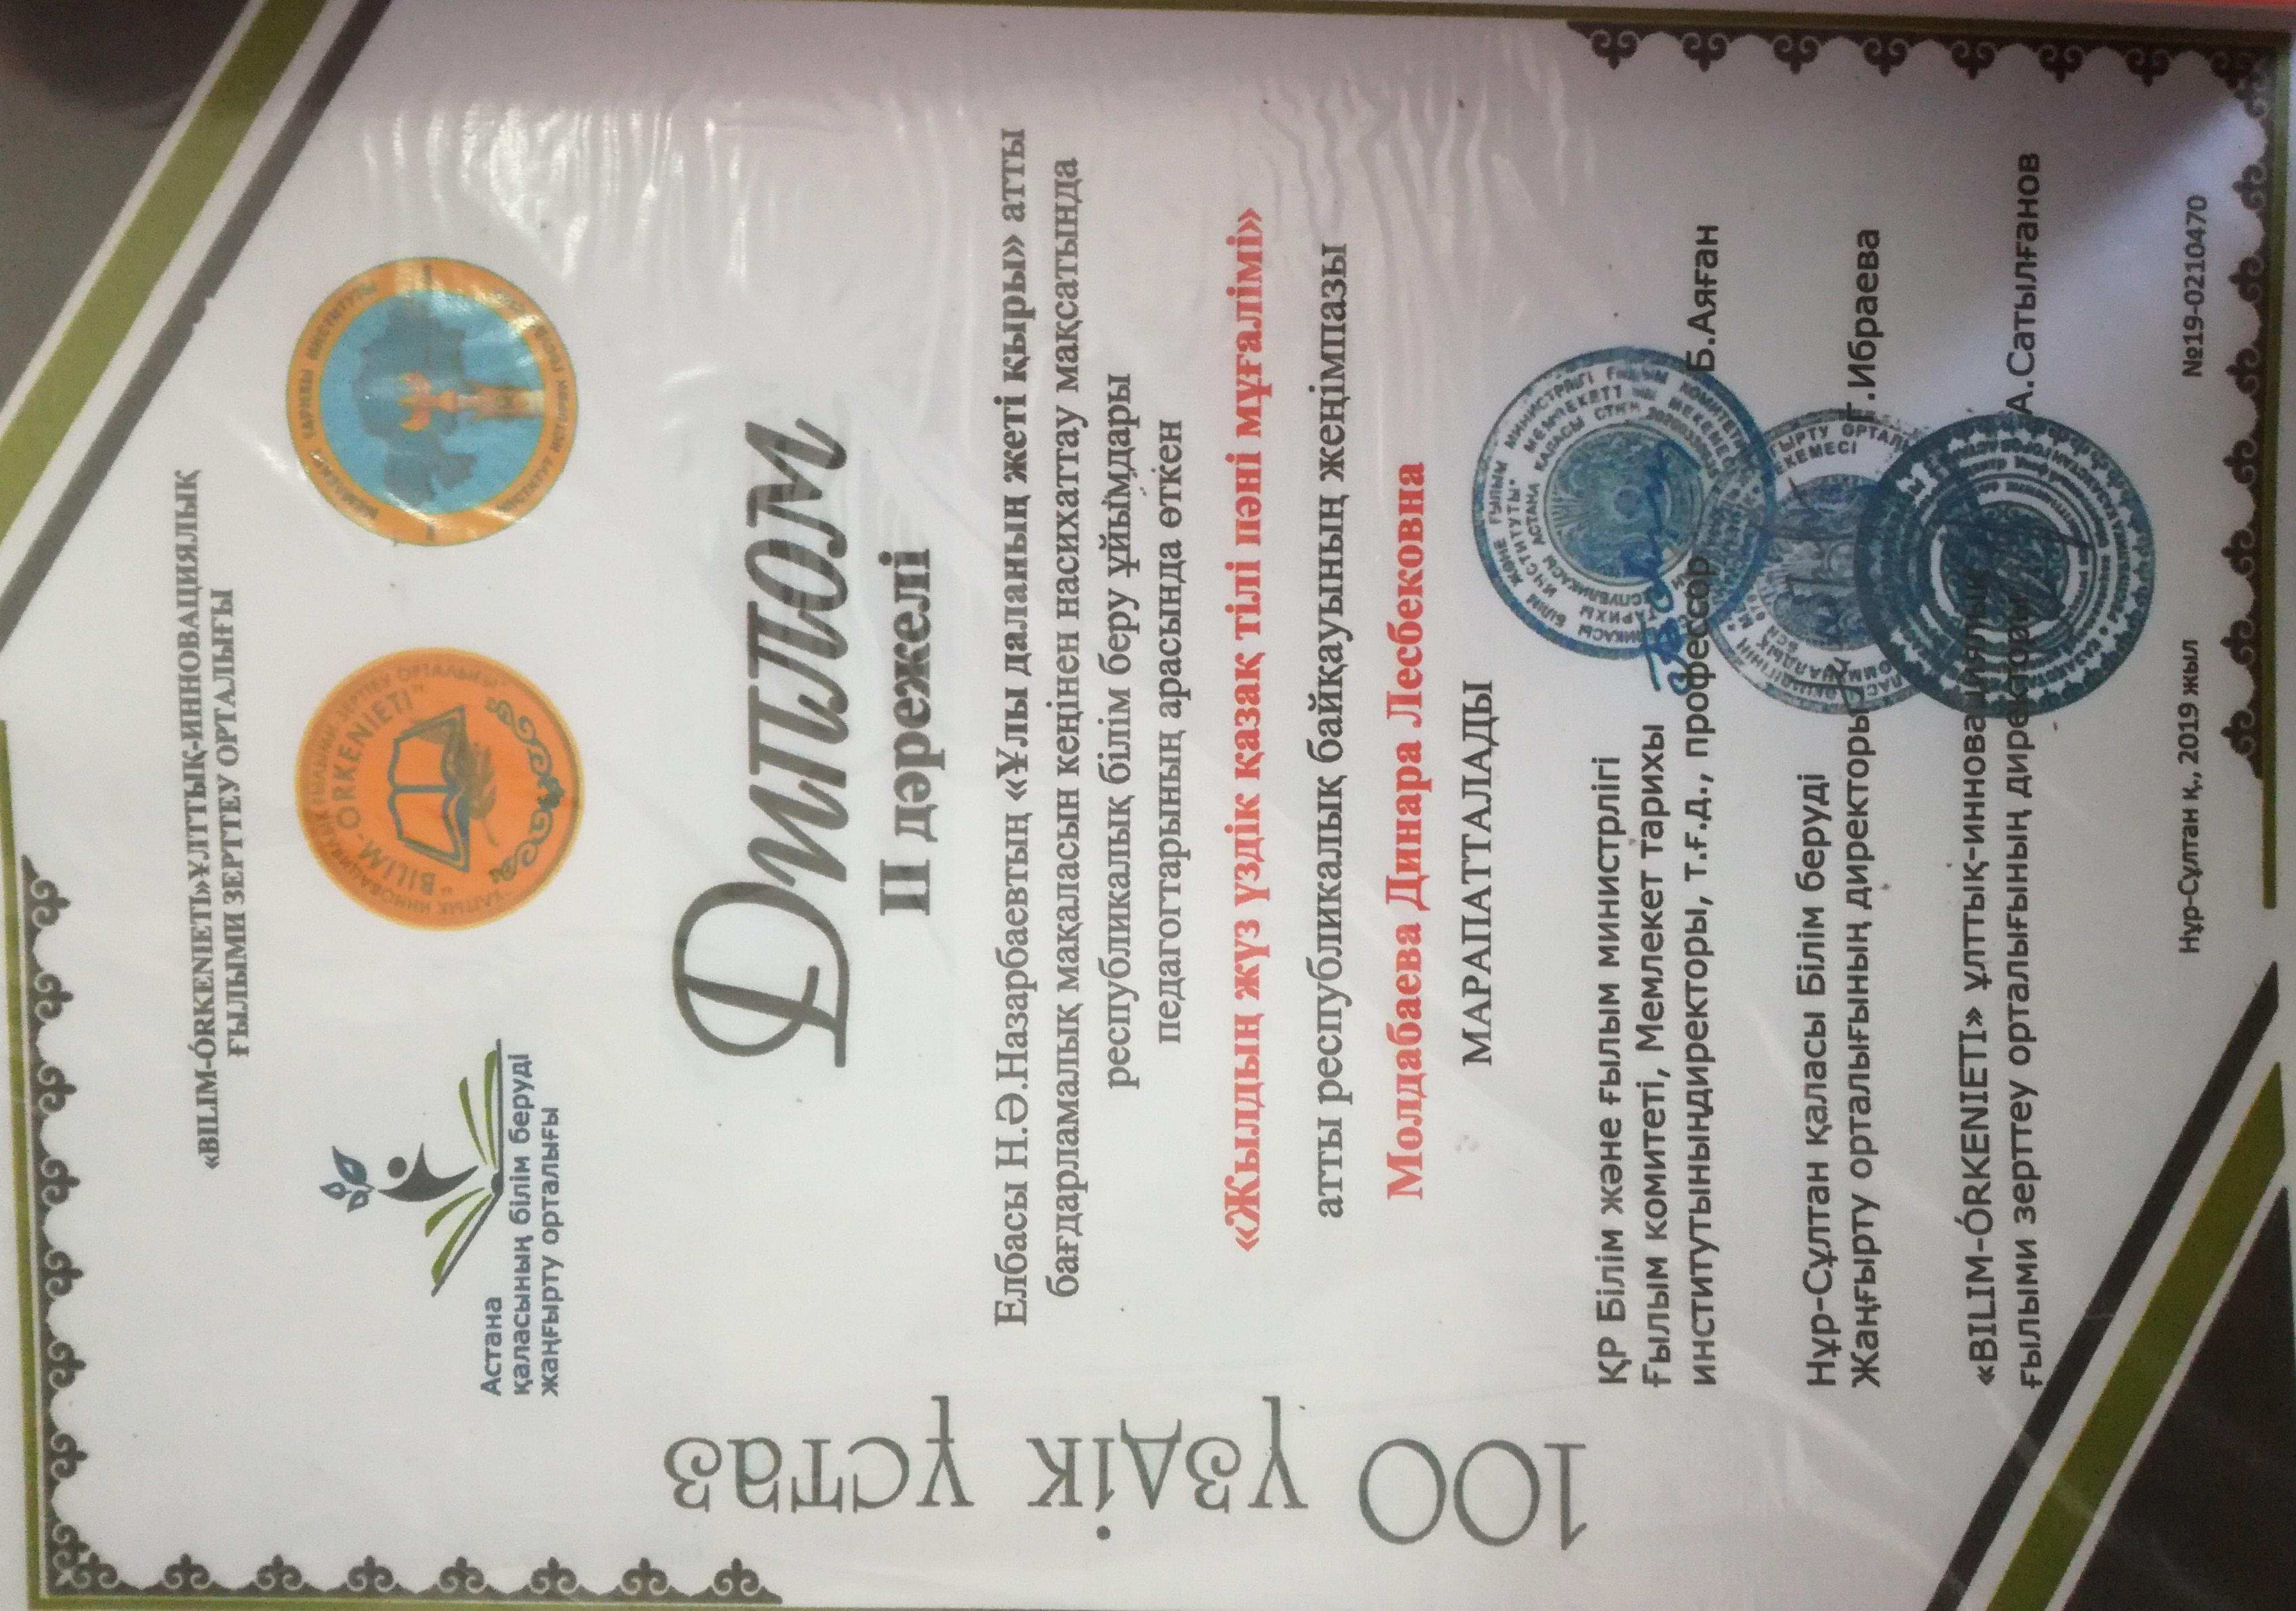 «BILIM-ÓRKENIETI»ҰЛТТЫҚ-ИННОВАЦИЯЛЫҚ
ҒЫЛЫМИ ЗЕРТТЕУ ОРТАЛЫҒЫ
Астана
қаласының білім беруді
жаңғырту орталығы
"BILIM-ÓRKENIETI"
Диплом
II дәрежелі
Елбасы Н.Ә.Назарбаевтың «Ұлы даланың жеті қыры» атты
бағдарламалық мақаласын кеңінен насихаттау мақсатында
республикалық білім беру ұйымдары
педагогтарының арасында өткен
«Жылдың жүз үздік қазақ тілі пәні мұғалімі»
атты республикалық байқауының жеңімпазы
Молдабаева Динара Лесбековна
МАРАПАТТАЛАДЫ
100 үздік ұстаз
ҚР Білім және ғылым министрлігі
Ғылым комитеті, Мемлекет тарихы
институтыныңдиректоры, т.ғ.д., профессор Б.Аяған
Нұр-Сұлтан қаласы Білім беруді
Жаңғырту орталығының директоры Г.Ибраева
«BILIM-ÓRKENIETI» ұлттық-инновациялық
ғылыми зерттеу орталығының директоры А.Сатылғанов
Нұр-Сұлтан қ., 2019 жыл №19-0210470